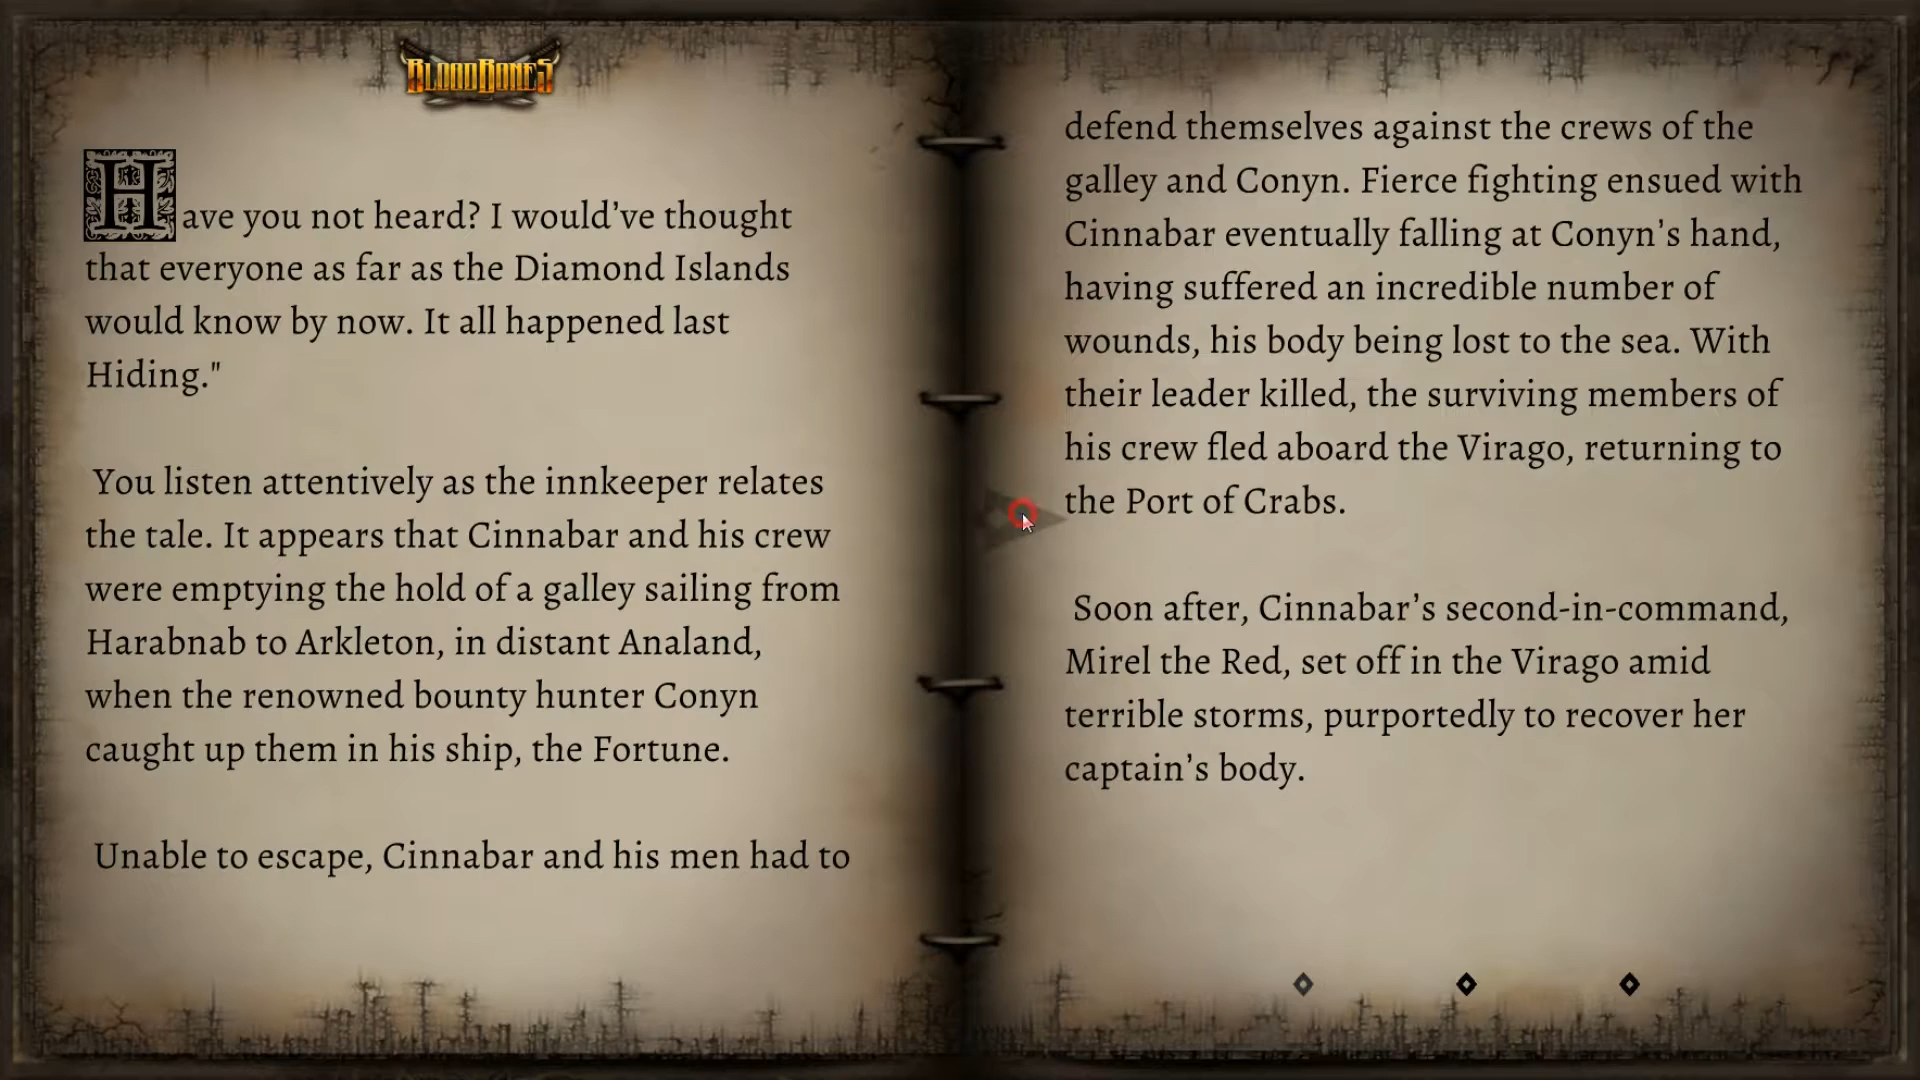 BLOODBONES
Have you not heard? I would’ve thought
that everyone as far as the Diamond Islands
would know by now. It all happened last
Hiding."
You listen attentively as the innkeeper relates
the tale. It appears that Cinnabar and his crew
were emptying the hold of a galley sailing from
Harabnab to Arkleton, in distant Analand,
when the renowned bounty hunter Conyn
caught up them in his ship, the Fortune.
Unable to escape, Cinnabar and his men had to
defend themselves against the crews of the
galley and Conyn. Fierce fighting ensued with
Cinnabar eventually falling at Conyn’s hand,
having suffered an incredible number of
wounds, his body being lost to the sea. With
their leader killed, the surviving members of
his crew fled aboard the Virago, returning to
the Port of Crabs.
Soon after, Cinnabar’s second-in-command,
Mirel the Red, set off in the Virago amid
terrible storms, purportedly to recover her
captain’s body.